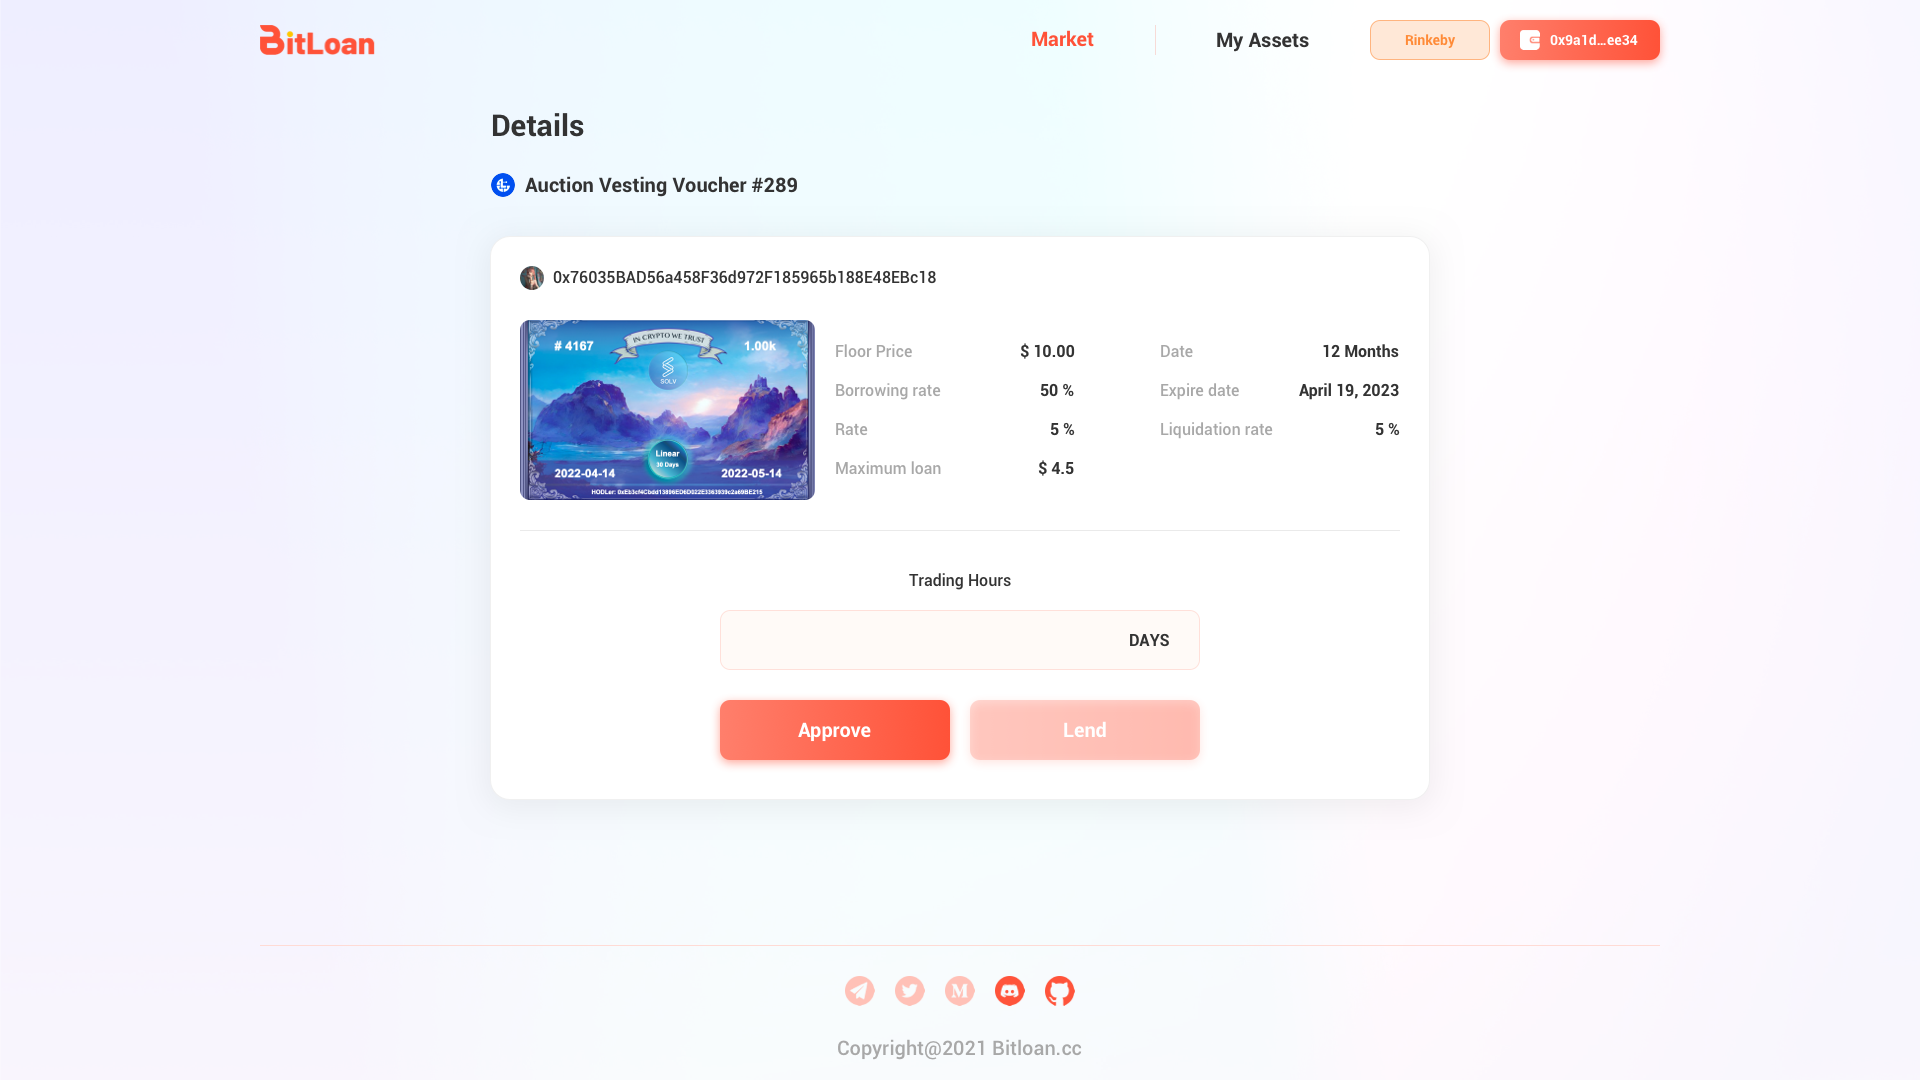 BitLoan
Market
My Assets
Rinkeby
0x9a1d...ee34
Details
Auction Vesting Voucher #289
0x76035BAD56a458F36d972F185965b188E48EBc18
IN CRYPTO WE TRUST
# 4167
1.00k
SOLV
Linear
30 Days
2022-04-14
2022-05-14
Floor Price $ 10.00
Borrowing rate 50 %
Rate 5 %
Maximum loan $ 4.5
Date 12 Months
Expire date April 19, 2023
Liquidation rate 5 %
Trading Hours
DAYS
Approve
Lend
Copyright@2021 Bitloan.cc